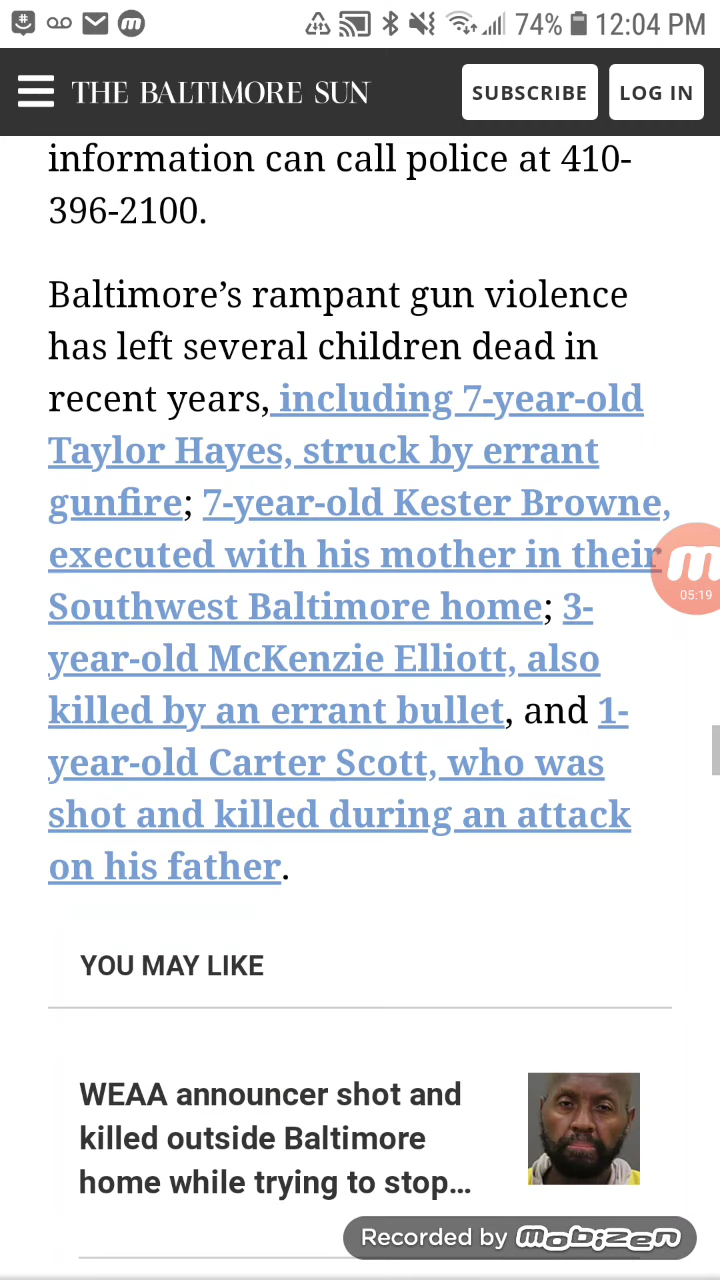 74% 12:04 PM
THE BALTIMORE SUN SUBSCRIBE LOG IN
information can call police at 410-
396-2100.
Baltimore’s rampant gun violence
has left several children dead in
recent years, including 7-year-old
Taylor Hayes, struck by errant
gunfire; 7-year-old Kester Browne,
executed with his mother in their
Southwest Baltimore home; 3-
year-old McKenzie Elliott, also
killed by an errant bullet, and 1-
year-old Carter Scott, who was
shot and killed during an attack
on his father.
m
05:19
YOU MAY LIKE
WEAA announcer shot and
killed outside Baltimore
home while trying to stop...
Recorded by mobizen